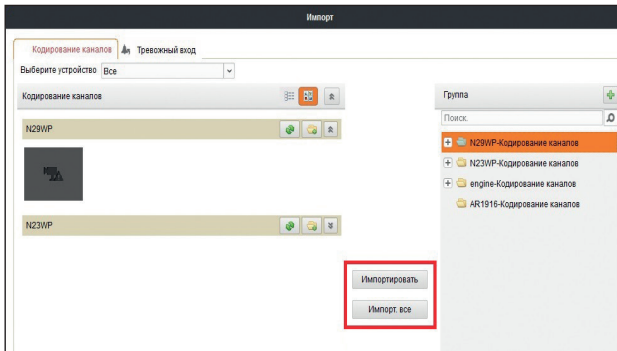 Импорт
Кодирование каналов
Тревожный вход
Выберите устройство
Все
Кодирование каналов
N29WP
N23WP
Импортировать
Импорт. все
Группа
Поиск.
N29WP-Кодирование каналов
N23WP-Кодирование каналов
engine-Кодирование каналов
AR1916-Кодирование каналов